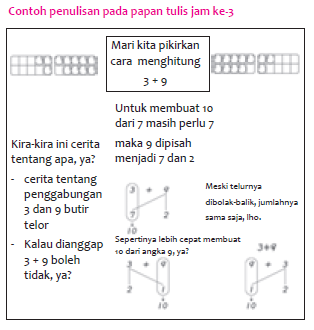 Contoh penulisan pada papan tulis jam ke-3
Mari kita pikirkan
cara menghitung
3 + 9
Untuk membuat 10
dari 7 masih perlu 7
maka 9 dipisah
menjadi 7 dan 2
Kira-kira ini cerita
tentang apa, ya?
- cerita tentang
penggabungan
3 dan 9 butir
telor
- Kalau dianggap
3 + 9 boleh
tidak, ya?
3 + 9
7 2
10
Meski telurnya
dibolak-balik, jumlahnya
sama saja, lho.
Sepertinya lebih cepat membuat
10 dari angka 9, ya?
3 + 9
2 1
10
3+9
9 + 3
1 2
10